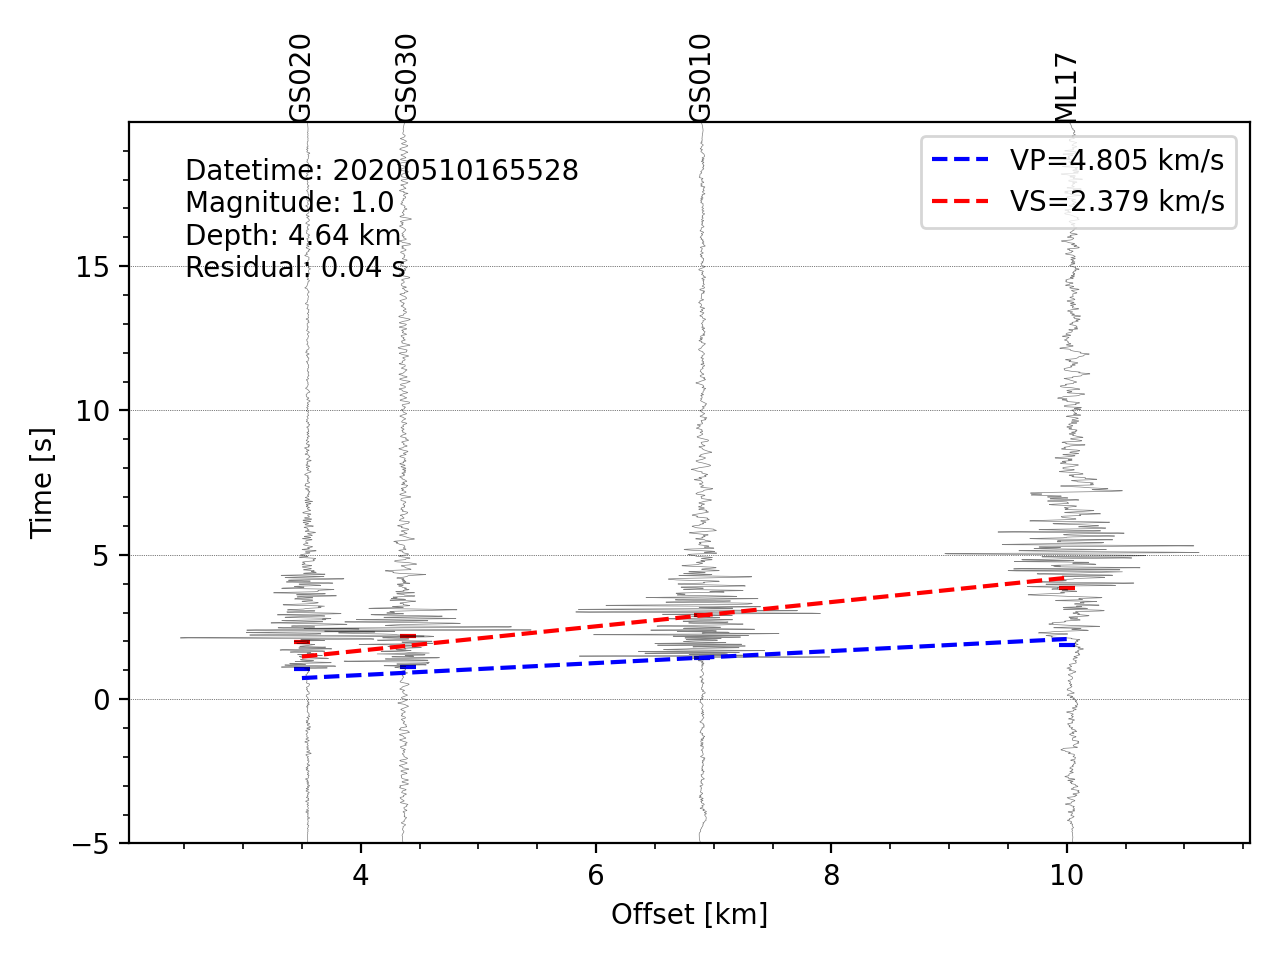 GS020
GS030
GS010
ML17
Datetime: 20200510165528
Magnitude: 1.0
Depth: 4.64 km
Residual: 0.04 s
VP=4.805 km/s
VS=2.379 km/s
15
10
5
0
−5
Time [s]
4
6
8
10
Offset [km]